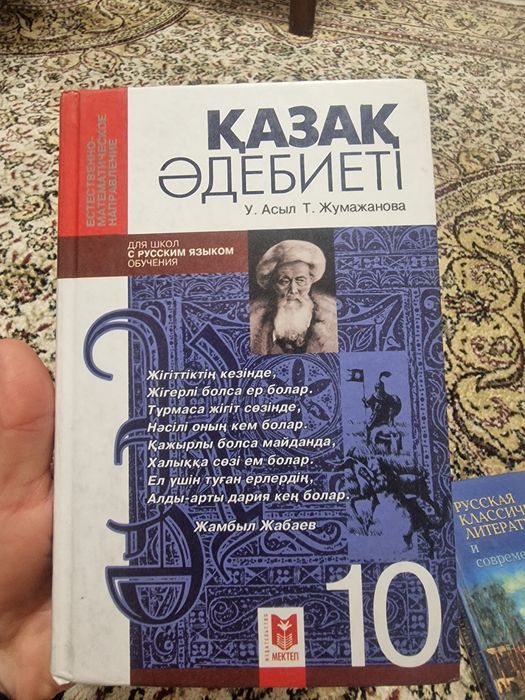 ЕСТЕСТВЕННО-
МАТЕМАТИЧЕСКОЕ
НАПРАВЛЕНИЕ
ҚАЗАҚ
ӘДЕБИЕТІ
У. Асыл Т. Жумажанова
ДЛЯ ШКОЛ
С РУССКИМ ЯЗЫКОМ
ОБУЧЕНИЯ
Жігіттіктің кезінде,
Жігерлі болса ер болар.
Тұрмаса жігіт сөзінде,
Нәсілі оның кем болар.
Қажырлы болса майданда,
Халыққа сөзі ем болар.
Ел үшін туған ерлердің,
Алды-арты дария кең болар.
Жамбыл Жабаев
10
ИЗДАТЕЛЬСТВО
МЕКТЕП
РУССКАЯ
КЛАССИЧЕ
ЛИТЕРАТ
и
совреме